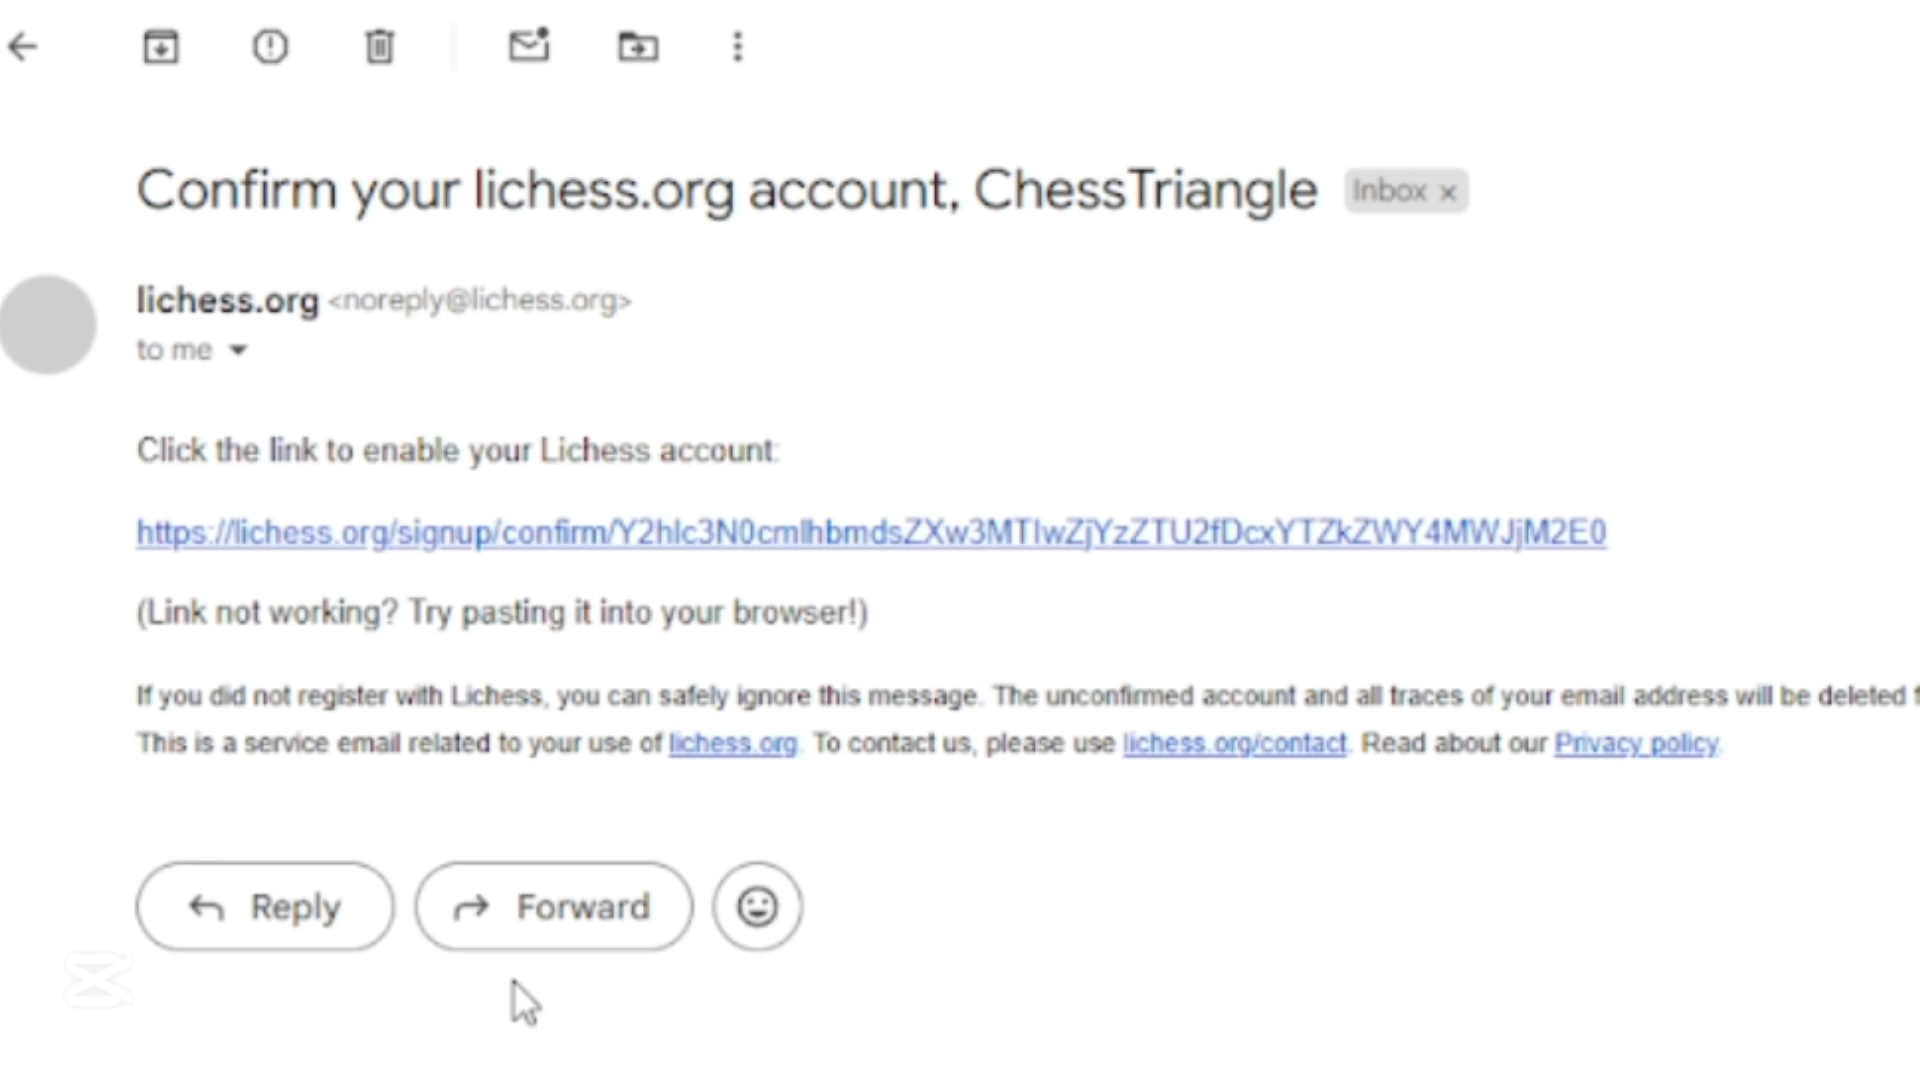 Confirm your lichess.org account, ChessTriangle Inbox ×
lichess.org <noreply@lichess.org>
to me
Click the link to enable your Lichess account:
https://lichess.org/signup/confirm/Y2hlc3N0cmlhbmdsZXw3MTIwZjYzZTU2fDcxYTZkZWY4MWJjM2E0
(Link not working? Try pasting it into your browser!)
If you did not register with Lichess, you can safely ignore this message. The unconfirmed account and all traces of your email address will be deleted
This is a service email related to your use of lichess.org. To contact us, please use lichess.org/contact. Read about our Privacy policy.
Reply Forward